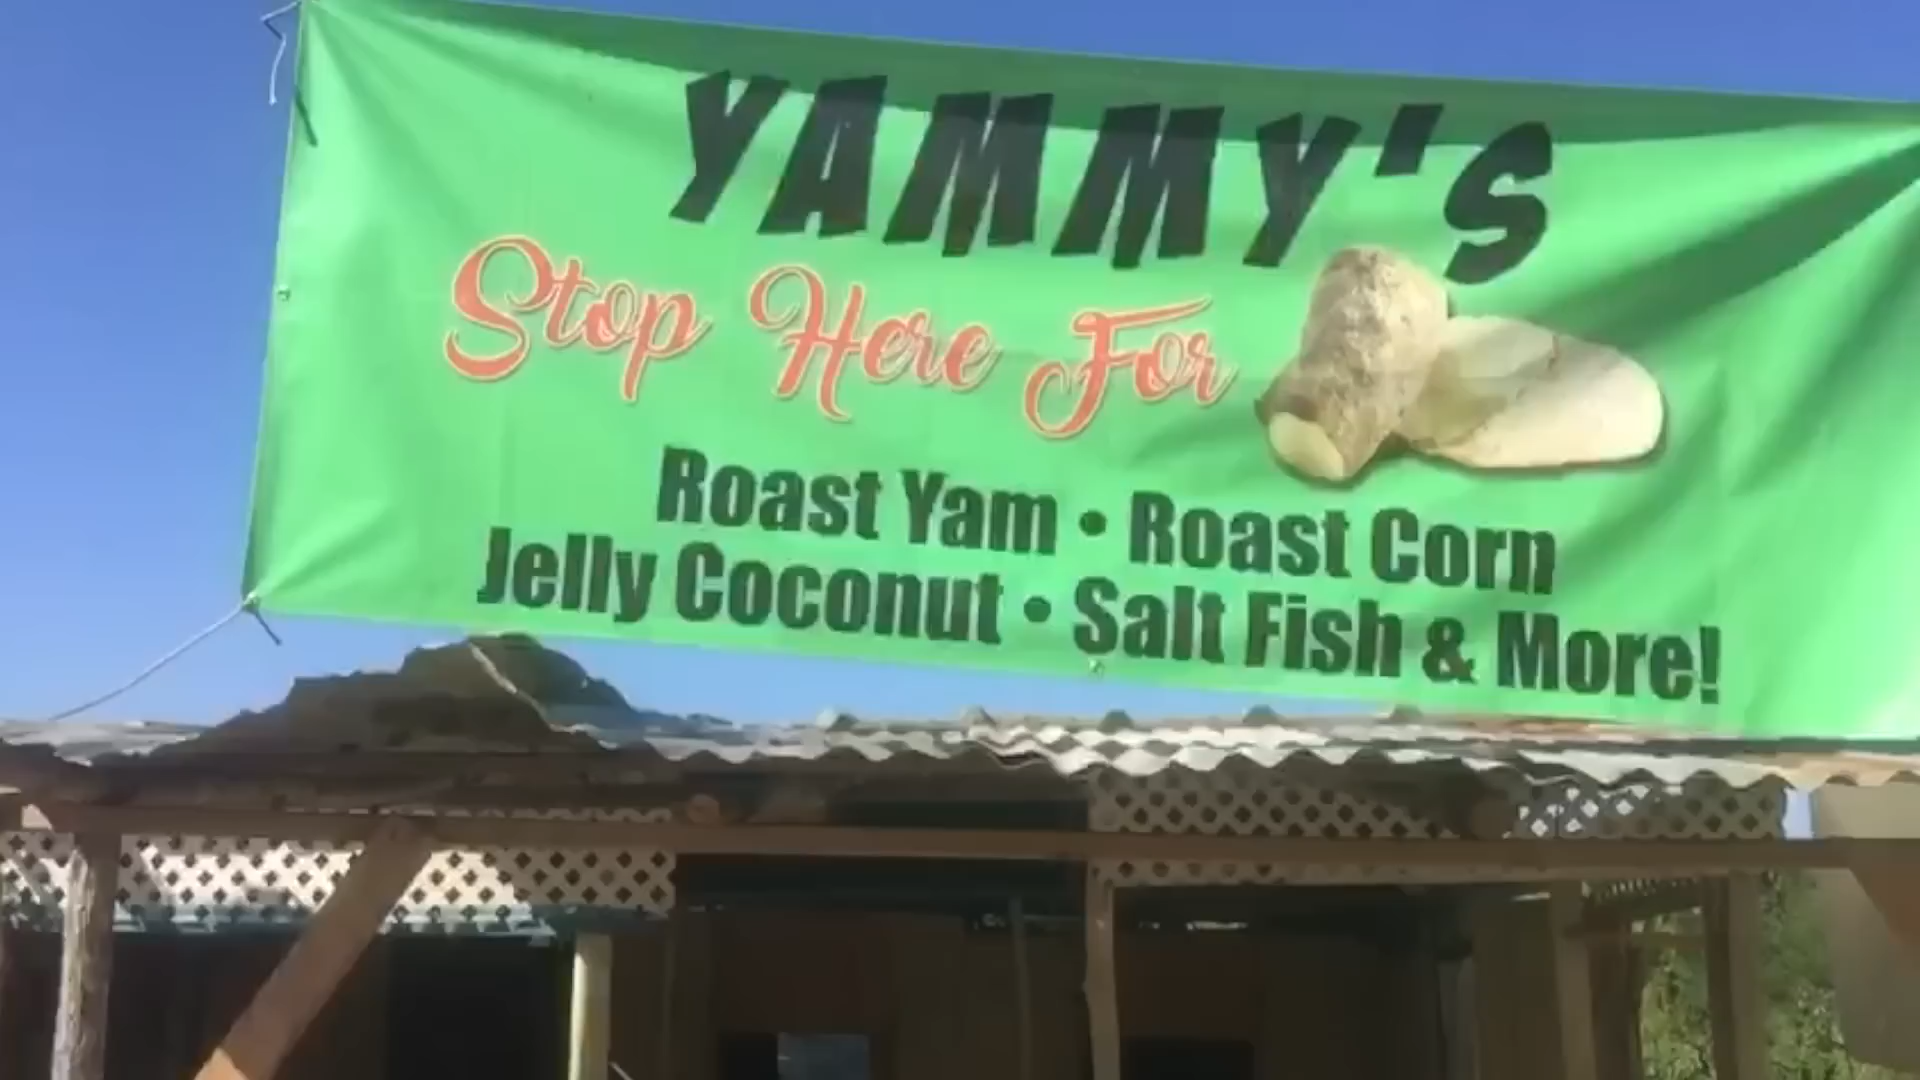 YAMMY'S
Stop Here For
Roast Yam • Roast Corn
Jelly Coconut • Salt Fish & More!